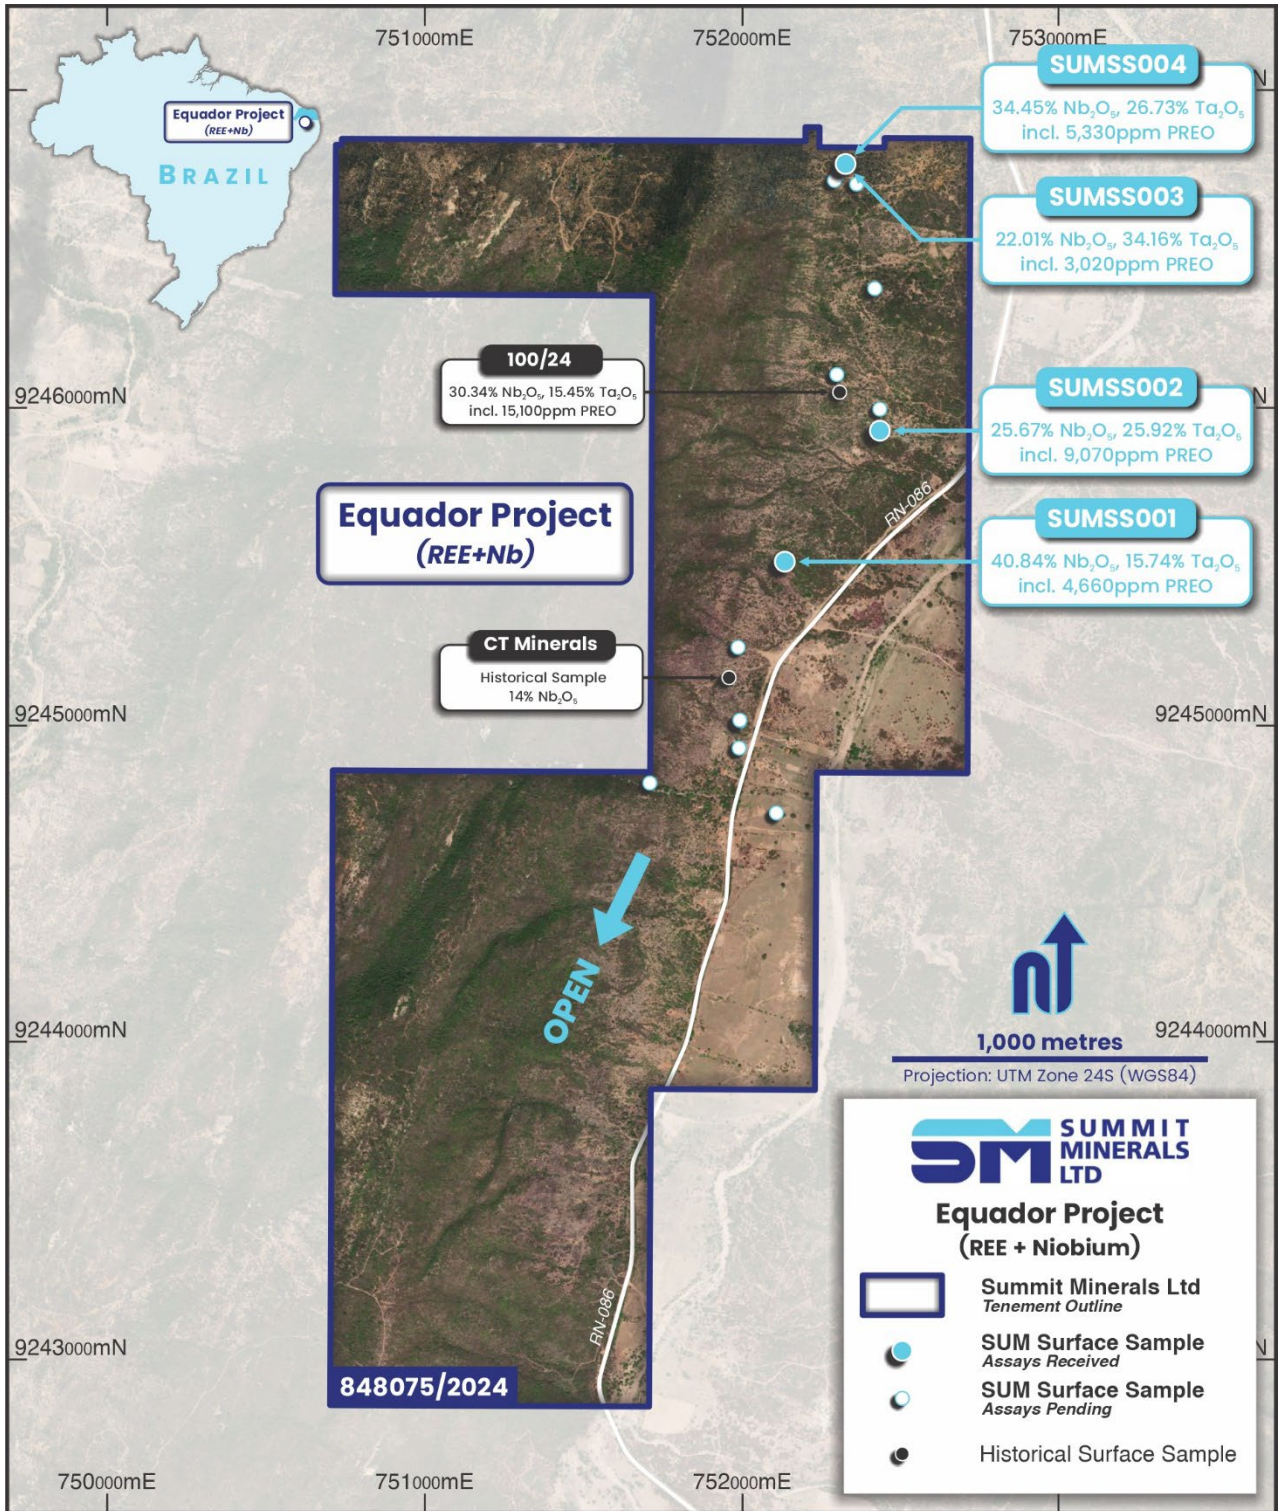 751000mE
752000mE
753000mE
Equador Project
(REE+Nb)
BRAZIL
SUMSS004
34.45% Nb₂O₅, 26.73% Ta₂O₅
incl. 5,330ppm PREO
SUMSS003
22.01% Nb₂O₅, 34.16% Ta₂O₅
incl. 3,020ppm PREO
100/24
30.34% Nb₂O₅, 15.45% Ta₂O₅
incl. 15,100ppm PREO
9246000mN
SUMSS002
25.67% Nb₂O₅, 25.92% Ta₂O₅
incl. 9,070ppm PREO
Equador Project
(REE+Nb)
RN-086
SUMSS001
40.84% Nb₂O₅, 15.74% Ta₂O₅
incl. 4,660ppm PREO
CT Minerals
Historical Sample
14% Nb₂O₅
9245000mN
9245000mN
OPEN
9244000mN
9244000mN
1,000 metres
Projection: UTM Zone 24S (WGS84)
SM SUMMIT
MINERALS
LTD
Equador Project
(REE + Niobium)
Summit Minerals Ltd
Tenement Outline
SUM Surface Sample
Assays Received
SUM Surface Sample
Assays Pending
Historical Surface Sample
RN-086
9243000mN
848075/2024
750000mE
751000mE
752000mE